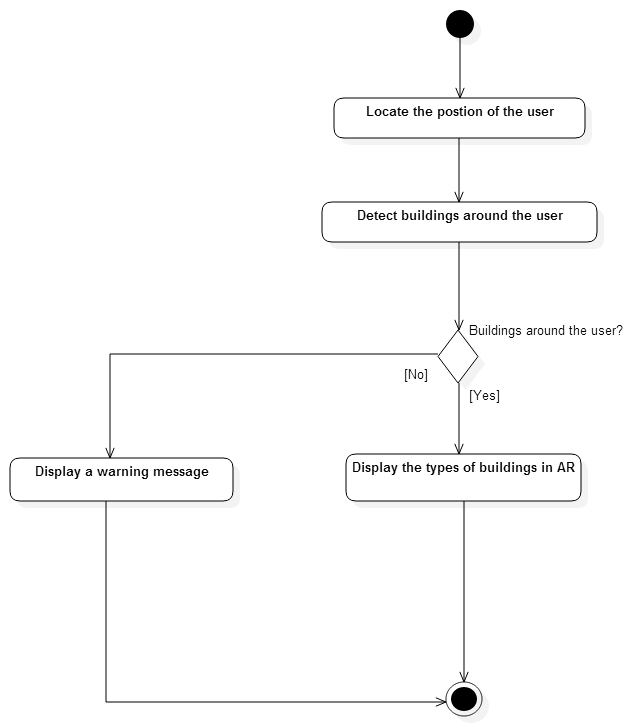 Locate the postion of the user
Detect buildings around the user
Buildings around the user?
[No]
[Yes]
Display a warning message
Display the types of buildings in AR